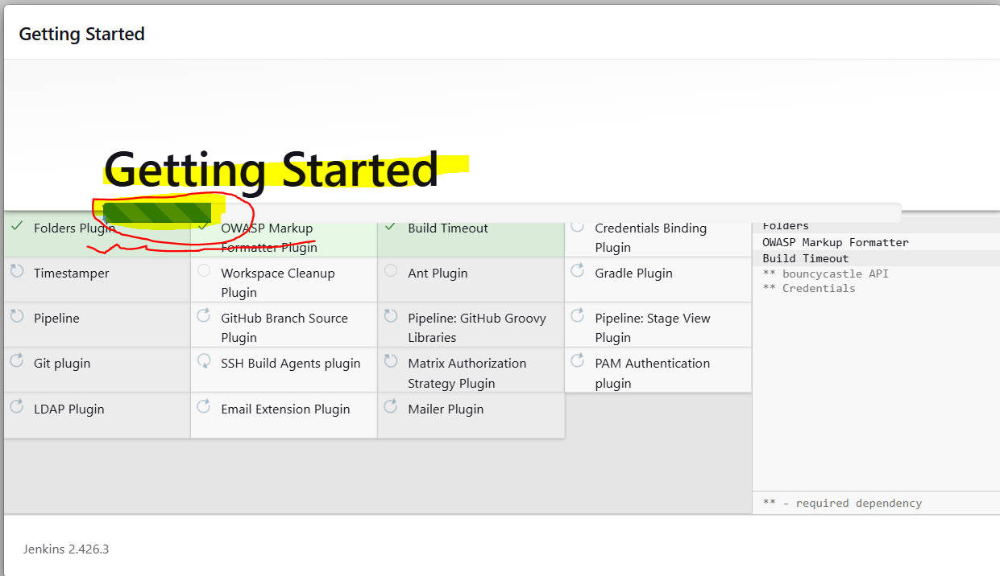 Getting Started
Getting Started
Folders Plugin
OWASP Markup
Formatter Plugin
Build Timeout
Credentials Binding
Plugin
Timestamper
Workspace Cleanup
Plugin
Ant Plugin
Gradle Plugin
Pipeline
GitHub Branch Source
Plugin
Pipeline: GitHub Groovy
Libraries
Pipeline: Stage View
Plugin
Git plugin
SSH Build Agents plugin
Matrix Authorization
Strategy Plugin
PAM Authentication
plugin
LDAP Plugin
Email Extension Plugin
Mailer Plugin
Folders
OWASP Markup Formatter
Build Timeout
** bouncycastle API
** Credentials
** - required dependency
Jenkins 2.426.3